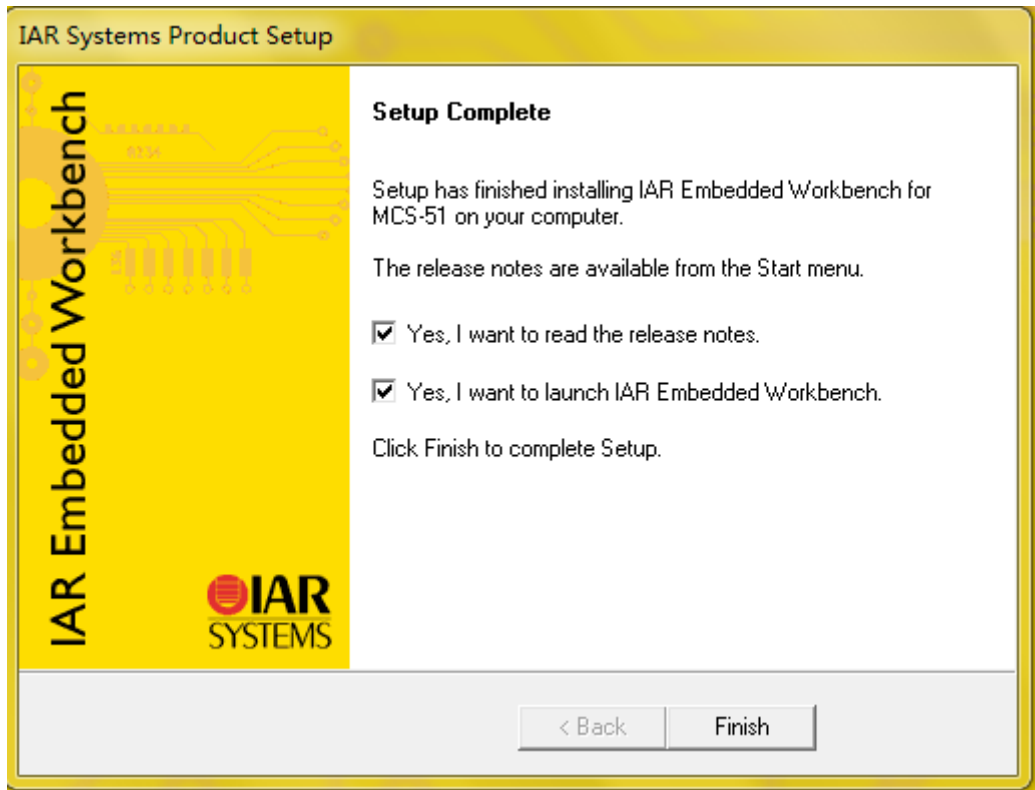 IAR Systems Product Setup
IAR Embedded Workbench
Setup Complete
Setup has finished installing IAR Embedded Workbench for
MCS-51 on your computer.
The release notes are available from the Start menu.
Yes, I want to read the release notes.
Yes, I want to launch IAR Embedded Workbench.
Click Finish to complete Setup.
IAR
SYSTEMS
< Back
Finish